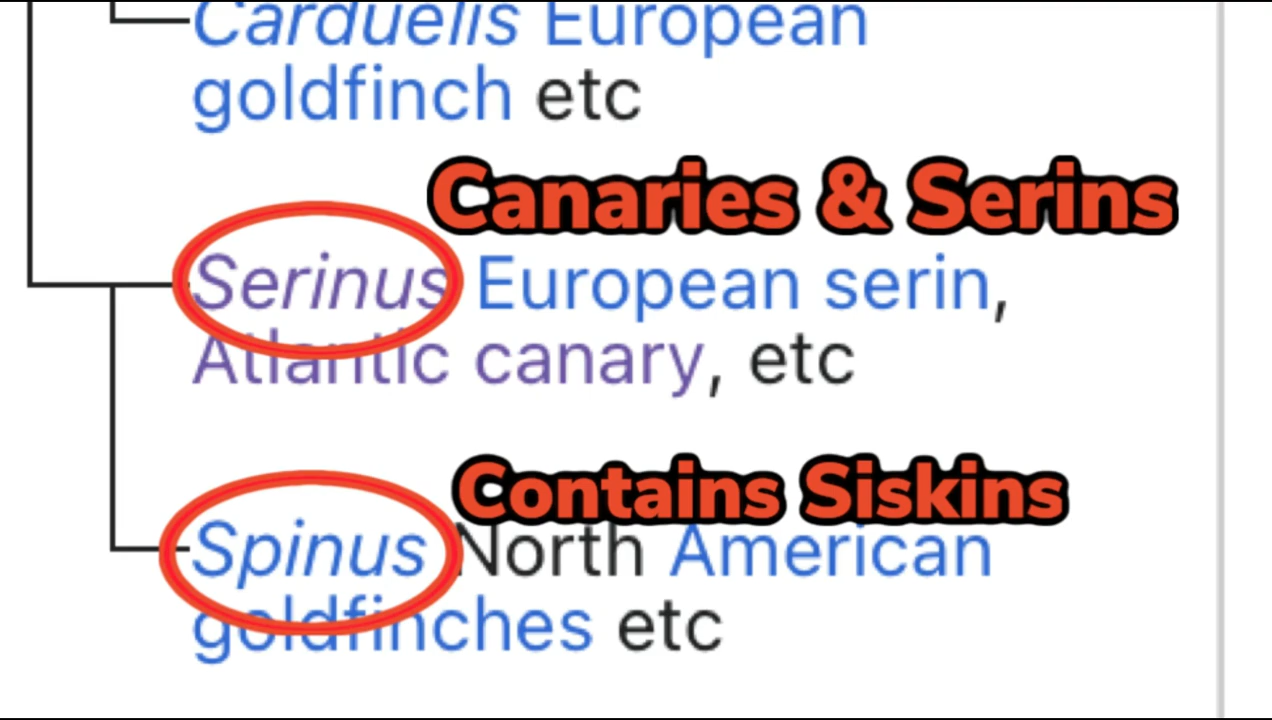 Carduelis European
goldfinch etc
Canaries & Serins
Serinus European serin,
Atlantic canary, etc
Contains Siskins
Spinus North American
goldfinches etc